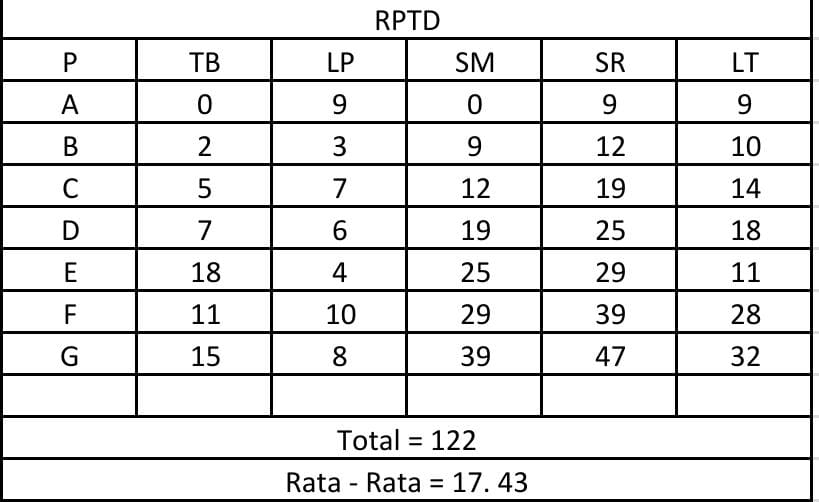 RPTD
P TB LP SM SR LT
A 0 9 0 9 9
B 2 3 9 12 10
C 5 7 12 19 14
D 7 6 19 25 18
E 18 4 25 29 11
F 11 10 29 39 28
G 15 8 39 47 32
Total = 122
Rata - Rata = 17. 43